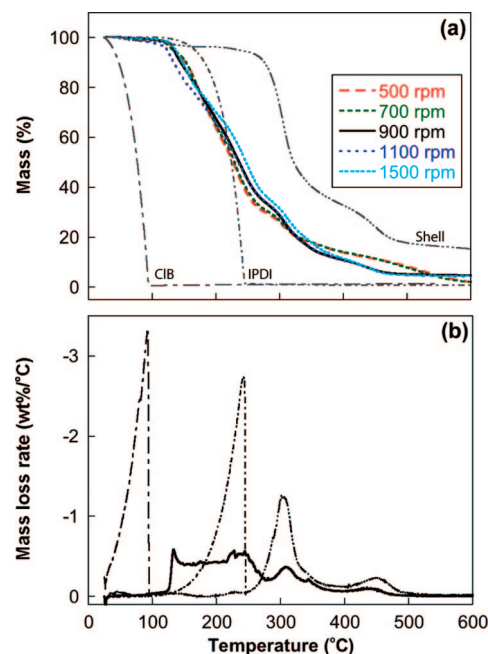 (a)
100
80
60
40
20
0
Mass (%)
500 rpm
700 rpm
900 rpm
1100 rpm
1500 rpm
Shell
CIB
IPDI
(b)
-3
-2
-1
0
Mass loss rate (wt%/°C)
0 100 200 300 400 500 600
Temperature (°C)